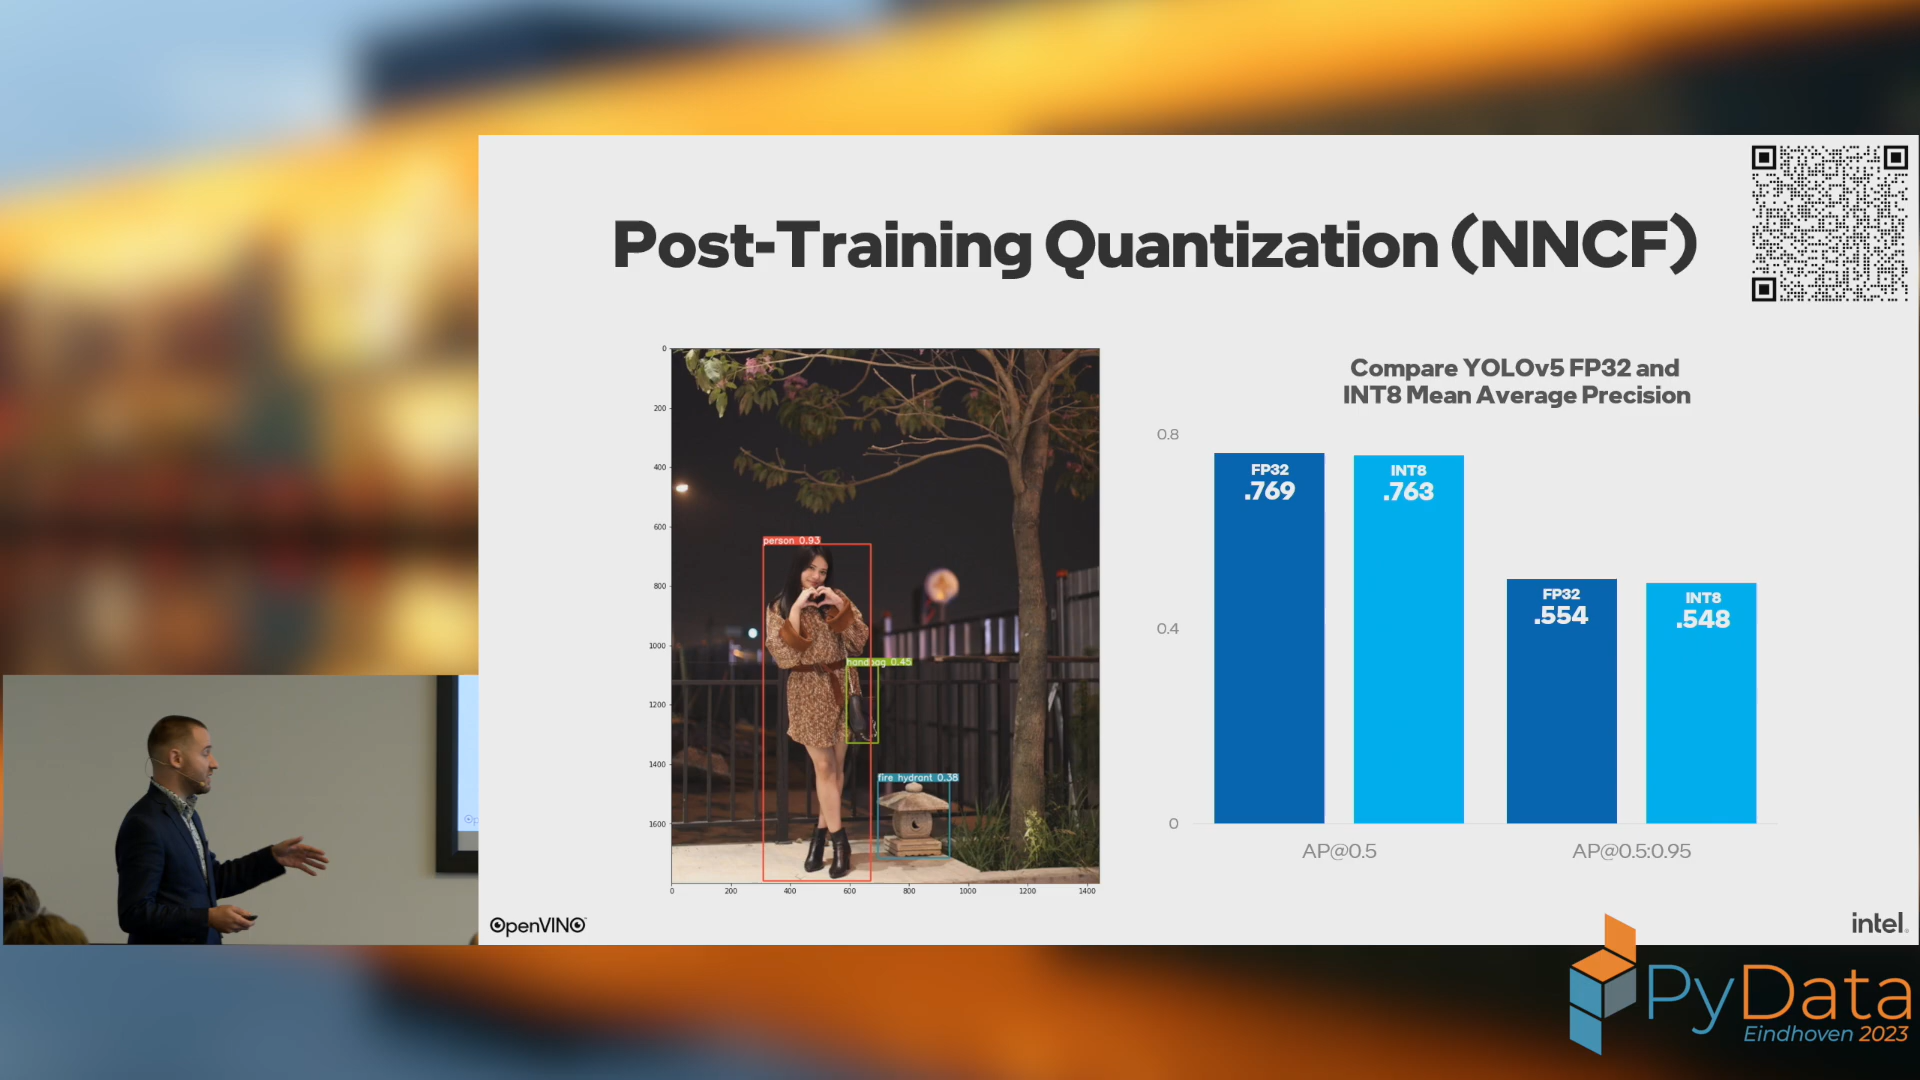 Post-Training Quantization (NNCF)
0
200
400
600
800
1000
1200
1400
1600
0
200
400
600
800
1000
1200
1400
person 0.93
handbag 0.45
fire hydrant 0.38
Compare YOLOv5 FP32 and
INT8 Mean Average Precision
0.8
0.4
0
FP32
.769
INT8
.763
FP32
.554
INT8
.548
AP@0.5
AP@0.5:0.95
OpenVINO
intel.
PyData
Eindhoven 2023